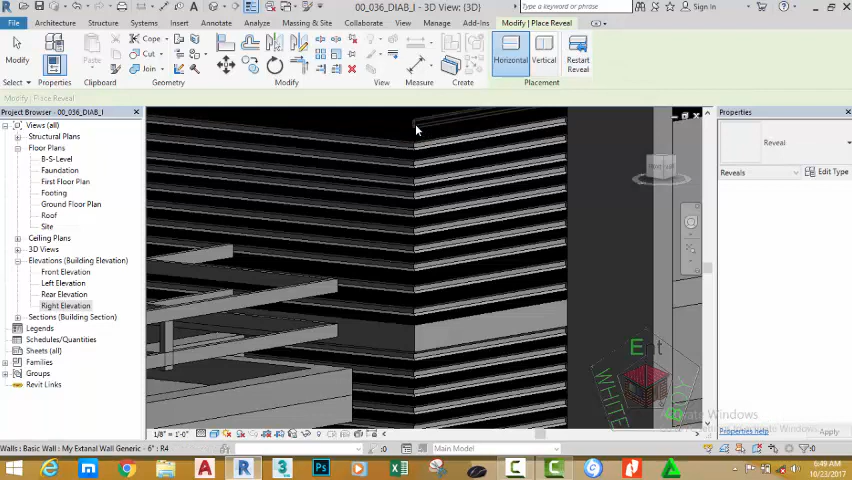 00_036_DIAB_I - 3D View: {3D}
Type a keyword or phrase
Sign In
File
Architecture
Structure
Systems
Insert
Annotate
Analyze
Massing & Site
Collaborate
View
Manage
Add-Ins
Modify | Place Reveal
Modify
Select
Properties
Paste
Clipboard
Cope
Cut
Join
Geometry
Modify
View
Measure
Create
Horizontal
Vertical
Restart
Reveal
Placement
Modify | Place Reveal
Project Browser - 00_036_DIAB_I
Views (all)
Structural Plans
Floor Plans
B-S-Level
Foundation
First Floor Plan
Footing
Ground Floor Plan
Roof
Site
Ceiling Plans
3D Views
Elevations (Building Elevation)
Front Elevation
Left Elevation
Rear Elevation
Right Elevation
Sections (Building Section)
Legends
Schedules/Quantities
Sheets (all)
Families
Groups
Revit Links
Properties
Reveal
Reveals
Edit Type
Properties help
Apply
Ent
WHITE
1/8" = 1'-0"
Walls : Basic Wall : My Extanal Wall Generic - 6" : R4
:0
Main Model
:0
6:49 AM
10/23/2017